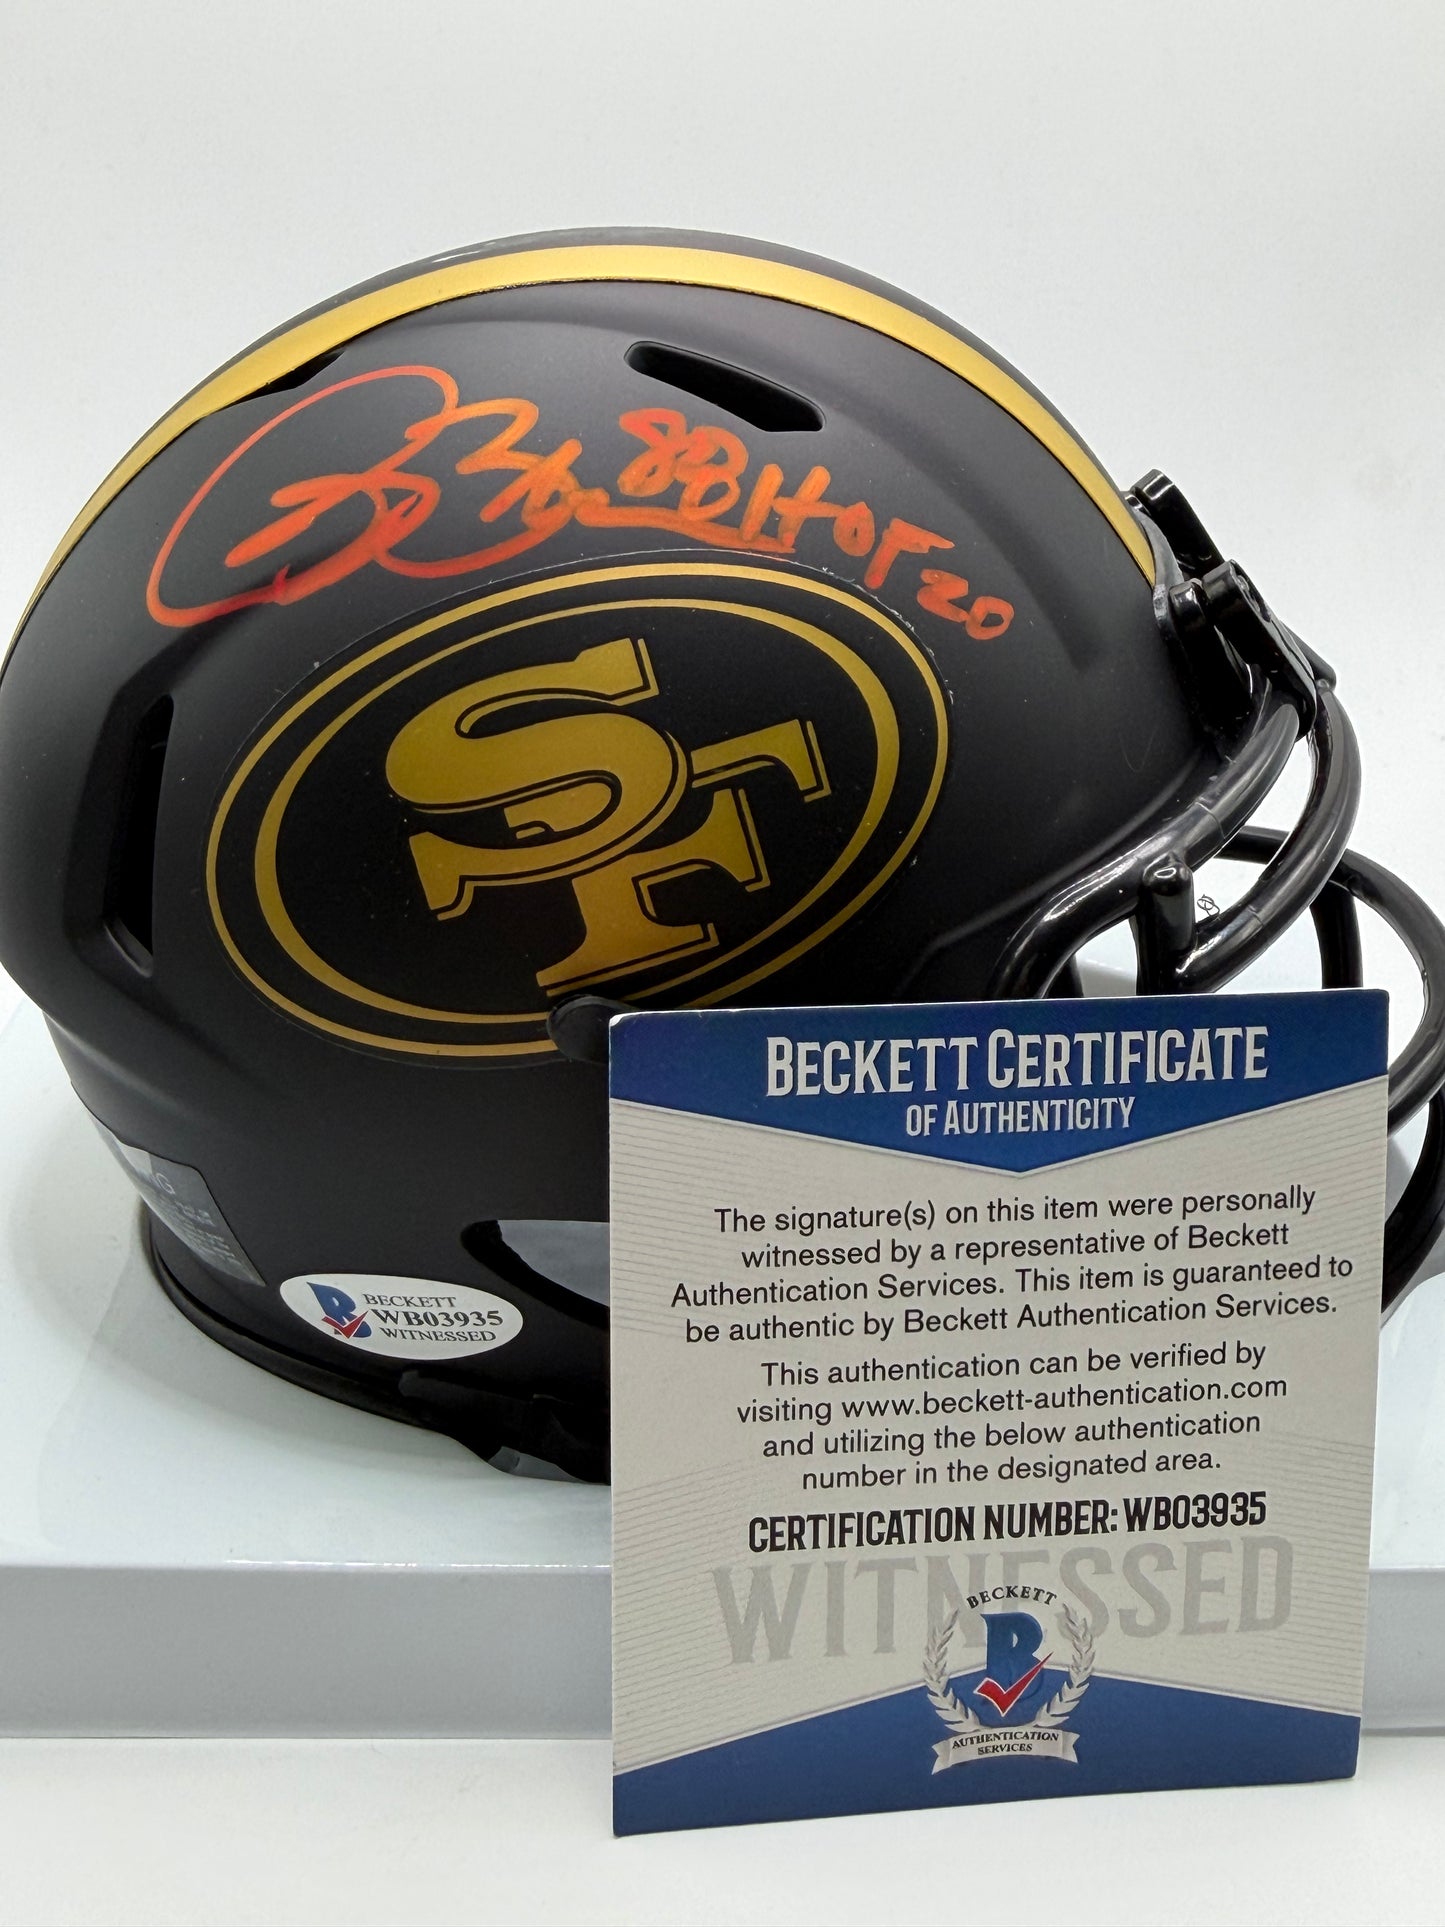 88 HOF 20
SF
BECKETT
WB03935
WITNESSED
BECKETT CERTIFICATE
OF AUTHENTICITY
The signature(s) on this item were personally
witnessed by a representative of Beckett
Authentication Services. This item is guaranteed to
be authentic by Beckett Authentication Services.
This authentication can be verified by
visiting www.beckett-authentication.com
and utilizing the below authentication
number in the designated area.
CERTIFICATION NUMBER: WB03935
WITNESSED
BECKETT
B
AUTHENTICATION
SERVICES